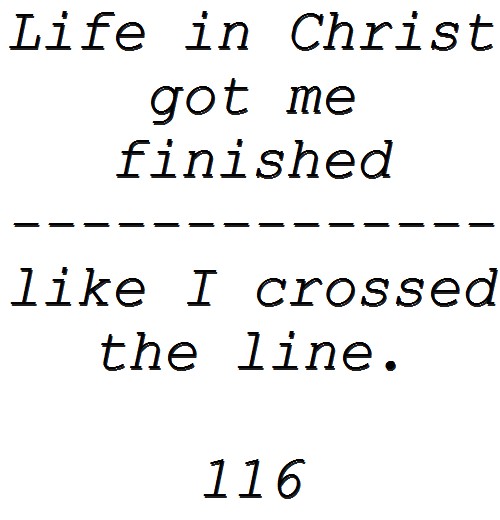 Life in Christ
got me
finished
--------------
like I crossed
the line.
116